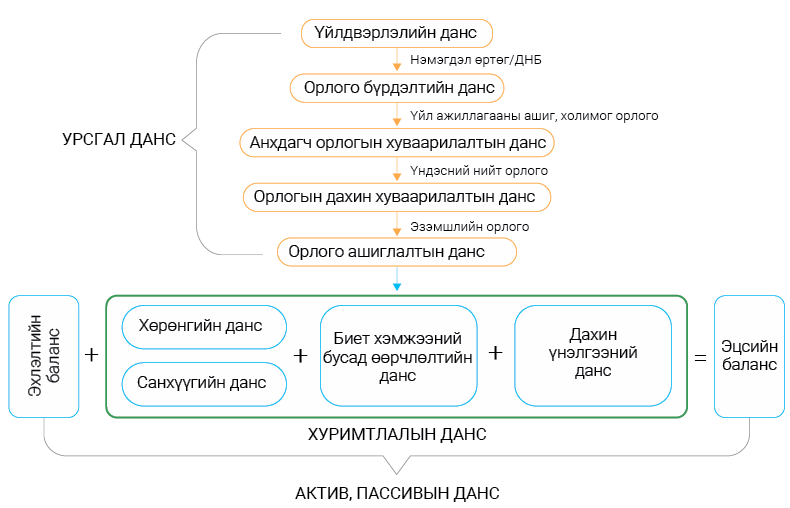 Үйлдвэрлэлийн данс
Нэмэгдэл өртөг/ДНБ
Орлого бүрдэлтийн данс
Үйл ажиллагааны ашиг, холимог орлого
УРСГАЛ ДАНС
Анхдагч орлогын хуваарилалтын данс
Үндэсний нийт орлого
Орлогын дахин хуваарилалтын данс
Эзэмшлийн орлого
Орлого ашиглалтын данс
Эхлэлтийн
баланс
+
Хөрөнгийн данс
Санхүүгийн данс
+
Биет хэмжээний
бусад өөрчлөлтийн
данс
+
Дахин
үнэлгээний
данс
=
Эцсийн
баланс
ХУРИМТЛАЛЫН ДАНС
АКТИВ, ПАССИВЫН ДАНС